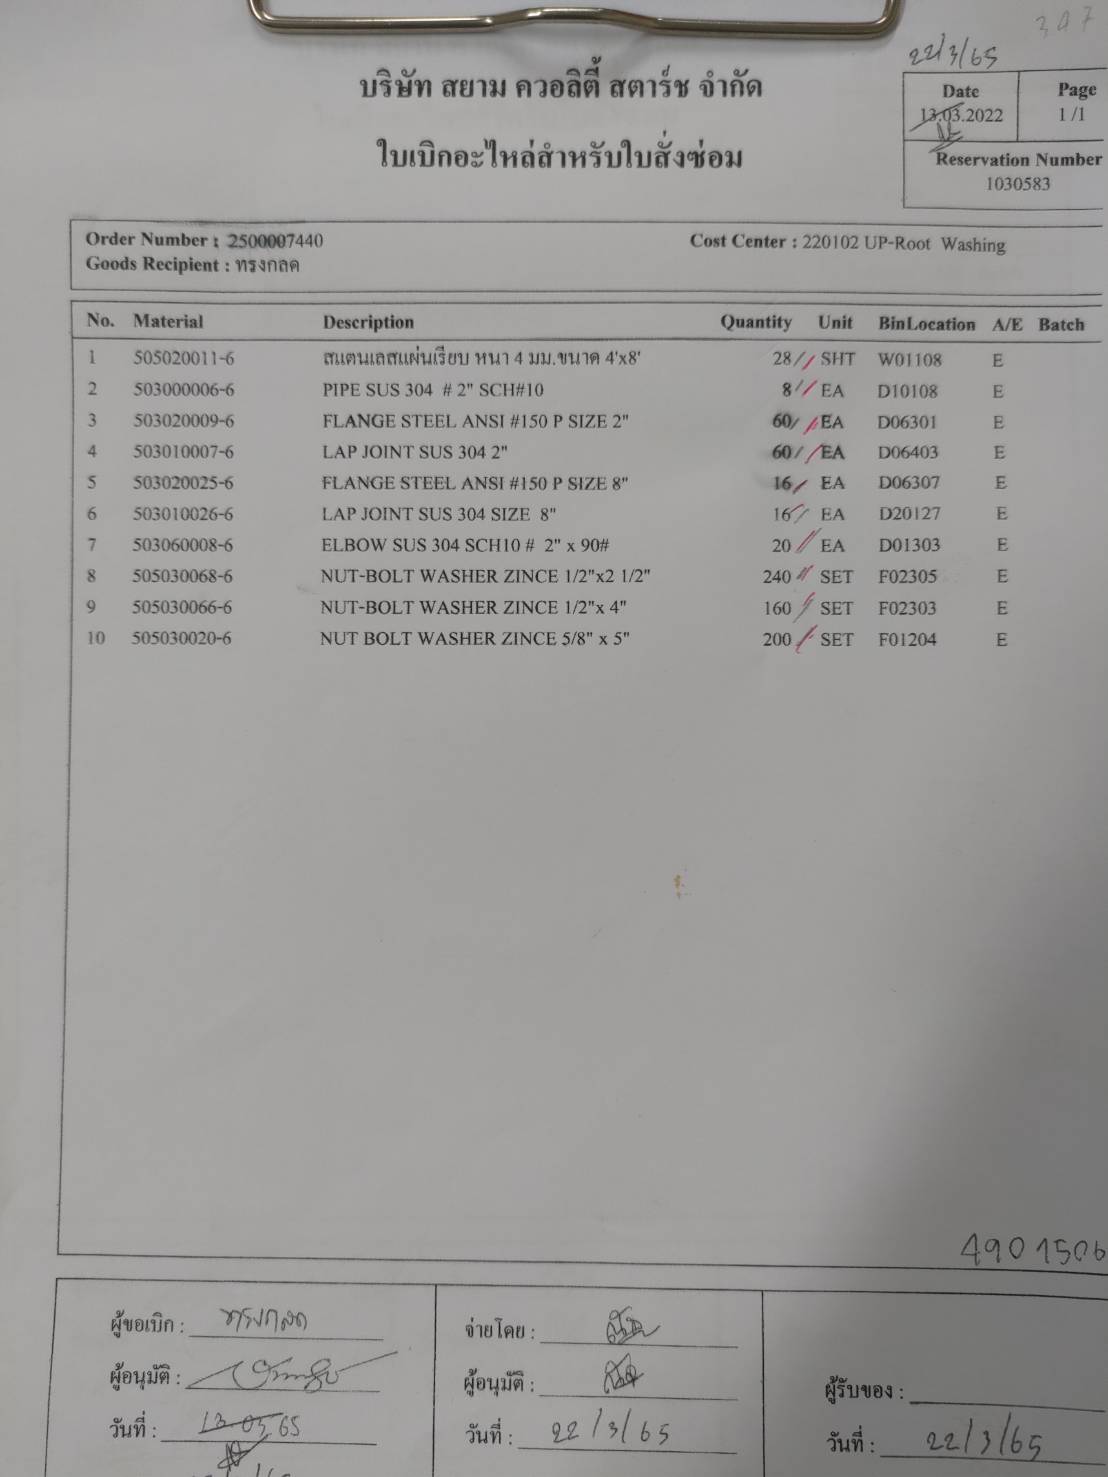 347
22/3/65
บริษัท สยาม ควอลิตี้ สตาร์ช จำกัด
Date Page
13.03.2022 1 /1
ใบเบิกอะไหล่สำหรับใบสั่งซ่อม
Reservation Number
1030583
Order Number : 2500007440 Cost Center : 220102 UP-Root Washing
Goods Recipient : ทรงกลด
No. Material Description Quantity Unit BinLocation A/E Batch
1 505020011-6 สแตนเลสแผ่นเรียบ หนา 4 มม.ขนาด 4'x8' 28 SHT W01108 E
2 503000006-6 PIPE SUS 304 # 2" SCH#10 8 EA D10108 E
3 503020009-6 FLANGE STEEL ANSI #150 P SIZE 2" 60 EA D06301 E
4 503010007-6 LAP JOINT SUS 304 2" 60 EA D06403 E
5 503020025-6 FLANGE STEEL ANSI #150 P SIZE 8" 16 EA D06307 E
6 503010026-6 LAP JOINT SUS 304 SIZE 8" 16 EA D20127 E
7 503060008-6 ELBOW SUS 304 SCH10 # 2" x 90# 20 EA D01303 E
8 505030068-6 NUT-BOLT WASHER ZINCE 1/2"x2 1/2" 240 SET F02305 E
9 505030066-6 NUT-BOLT WASHER ZINCE 1/2"x 4" 160 SET F02303 E
10 505030020-6 NUT BOLT WASHER ZINCE 5/8" x 5" 200 SET F01204 E
4901506
ผู้ขอเบิก : ทรงกลด จ่ายโดย :
ผู้อนุมัติ : ผู้อนุมัติ : ผู้รับของ :
วันที่ : 13-03-65 วันที่ : 22/3/65 วันที่ : 22/3/65